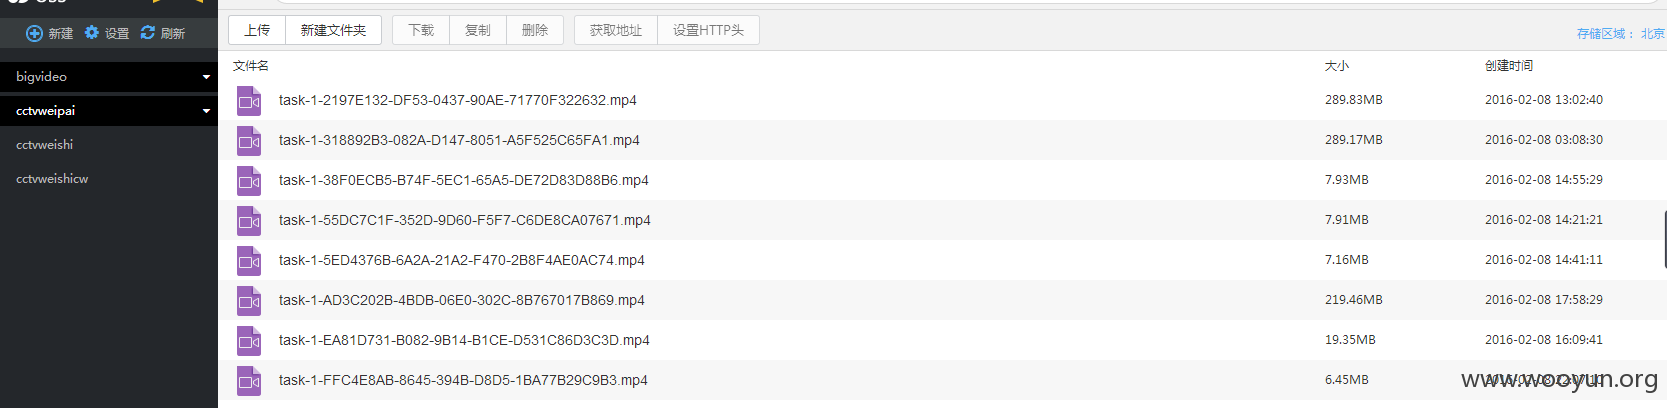 新建 设置 刷新
上传 新建文件夹 下载 复制 删除 获取地址 设置HTTP头
存储区域： 北京
bigvideo
cctvweipai
cctvweishi
cctvweishicw
文件名 大小 创建时间
task-1-2197E132-DF53-0437-90AE-71770F322632.mp4 289.83MB 2016-02-08 13:02:40
task-1-318892B3-082A-D147-8051-A5F525C65FA1.mp4 289.17MB 2016-02-08 03:08:30
task-1-38F0ECB5-B74F-5EC1-65A5-DE72D83D88B6.mp4 7.93MB 2016-02-08 14:55:29
task-1-55DC7C1F-352D-9D60-F5F7-C6DE8CA07671.mp4 7.91MB 2016-02-08 14:21:21
task-1-5ED4376B-6A2A-21A2-F470-2B8F4AE0AC74.mp4 7.16MB 2016-02-08 14:41:11
task-1-AD3C202B-4BDB-06E0-302C-8B767017B869.mp4 219.46MB 2016-02-08 17:58:29
task-1-EA81D731-B082-9B14-B1CE-D531C86D3C3D.mp4 19.35MB 2016-02-08 16:09:41
task-1-FFC4E8AB-8645-394B-D8D5-1BA77B29C9B3.mp4 6.45MB 2016-02-08 22:07:10
www.wooyun.org